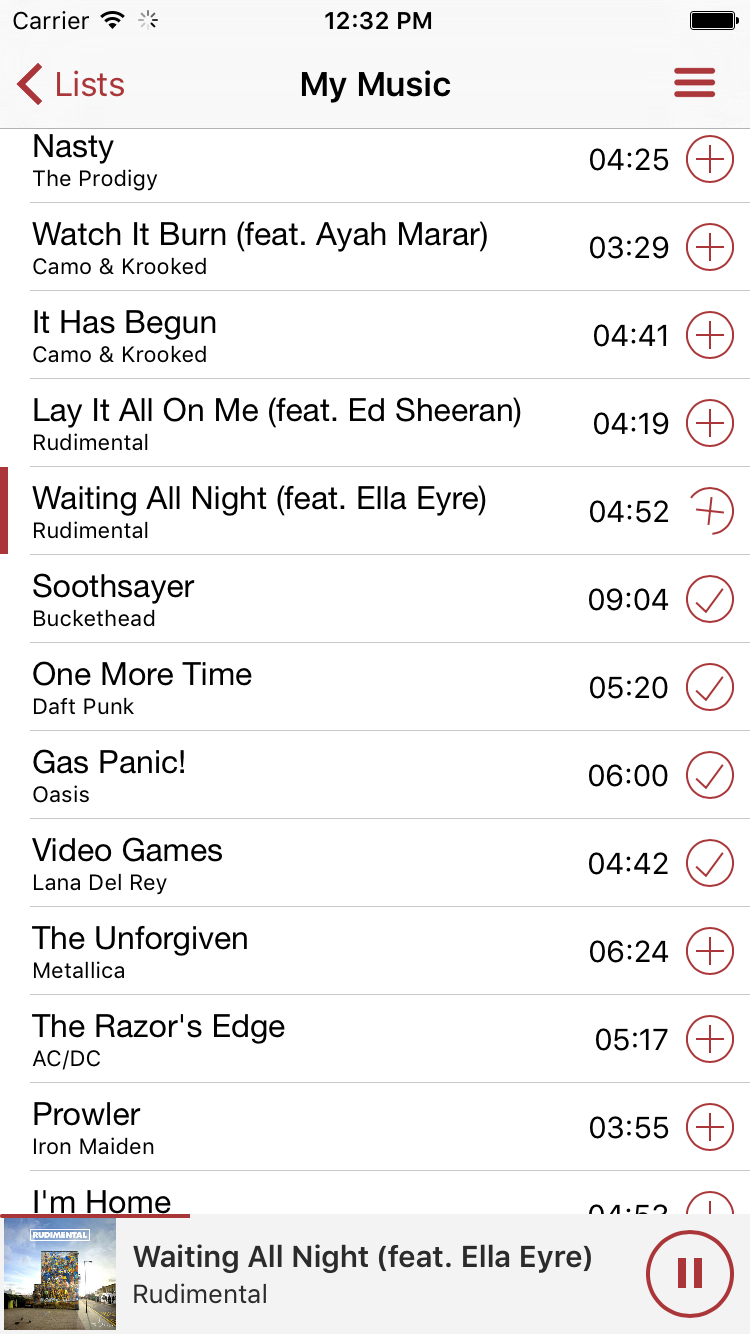 Carrier 12:32 PM
Lists My Music
Nasty 04:25
The Prodigy
Watch It Burn (feat. Ayah Marar) 03:29
Camo & Krooked
It Has Begun 04:41
Camo & Krooked
Lay It All On Me (feat. Ed Sheeran) 04:19
Rudimental
Waiting All Night (feat. Ella Eyre) 04:52
Rudimental
Soothsayer 09:04
Buckethead
One More Time 05:20
Daft Punk
Gas Panic! 06:00
Oasis
Video Games 04:42
Lana Del Rey
The Unforgiven 06:24
Metallica
The Razor's Edge 05:17
AC/DC
Prowler 03:55
Iron Maiden
I'm Home
RUDIMENTAL
Waiting All Night (feat. Ella Eyre)
Rudimental